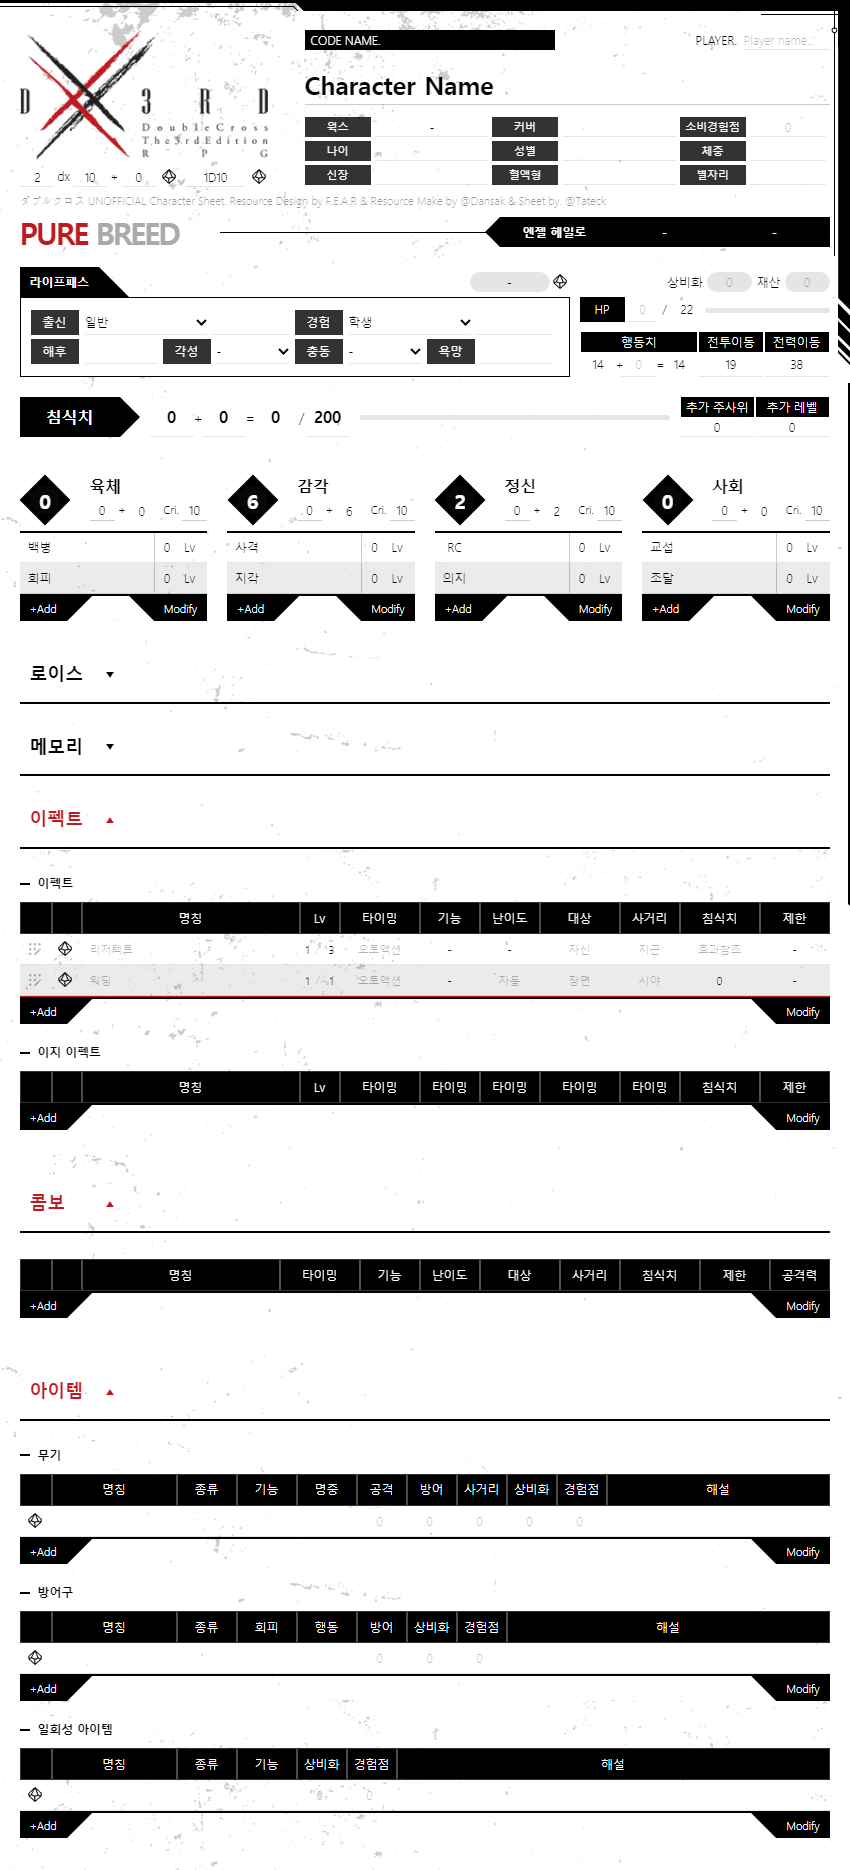 CODE NAME.
PLAYER. Player name...
D X 3 R D
DoubleCross
The3rdEdition
R P G
Character Name
웍스 - 커버 소비경험점 0
나이 성별 체중
신장 혈액형 별자리
2 dx 10 + 0 1D10
ダブルクロス UNOFFICIAL Character Sheet. Resource Design by F.E.A.R & Resource Make by @Dansak & Sheet by. @Tateck
PURE BREED
엔젤 헤일로 - -
라이프패스
- 상비화 0 재산 0
출신 일반 경험 학생
해후 각성 - 충동 - 욕망
HP 0 / 22
행동치 전투이동 전력이동
14 + 0 = 14 19 38
침식치 0 + 0 = 0 / 200
추가 주사위 추가 레벨
0 0
0 육체 0 + 0 Cri. 10
백병 0 Lv
회피 0 Lv
+Add Modify
6 감각 0 + 6 Cri. 10
사격 0 Lv
지각 0 Lv
+Add Modify
2 정신 0 + 2 Cri. 10
RC 0 Lv
의지 0 Lv
+Add Modify
0 사회 0 + 0 Cri. 10
교섭 0 Lv
조달 0 Lv
+Add Modify
로이스 ▼
메모리 ▼
이펙트 ▲
이펙트
명칭 Lv 타이밍 기능 난이도 대상 사거리 침식치 제한
리저렉트 1 / 3 오토액션 - - 자신 지근 효과참조 -
워딩 1 / 1 오토액션 - 자동 장면 시야 0 -
+Add Modify
이지 이펙트
명칭 Lv 타이밍 타이밍 타이밍 타이밍 타이밍 침식치 제한
+Add Modify
콤보 ▲
명칭 타이밍 기능 난이도 대상 사거리 침식치 제한 공격력
+Add Modify
아이템 ▲
무기
명칭 종류 기능 명중 공격 방어 사거리 상비화 경험점 해설
0 0 0 0 0
+Add Modify
방어구
명칭 종류 회피 행동 방어 상비화 경험점 해설
0 0 0
+Add Modify
일회성 아이템
명칭 종류 기능 상비화 경험점 해설
0 0
+Add Modify